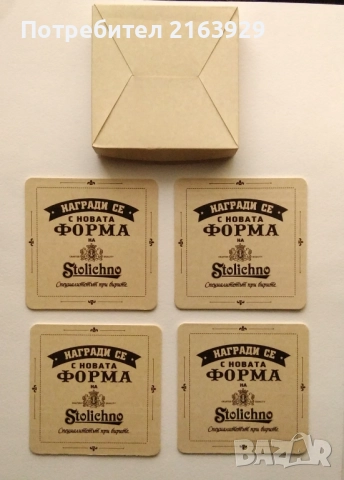 Потребител 2163929
НАГРАДИ СЕ
С НОВАТА
ФОРМА
НА
Stolichno
Специалитетът при бирите.
НАГРАДИ СЕ
С НОВАТА
ФОРМА
НА
Stolichno
Специалитетът при бирите.
НАГРАДИ СЕ
С НОВАТА
ФОРМА
НА
Stolichno
Специалитетът при бирите.
НАГРАДИ СЕ
С НОВАТА
ФОРМА
НА
Stolichno
Специалитетът при бирите.
BAZAR